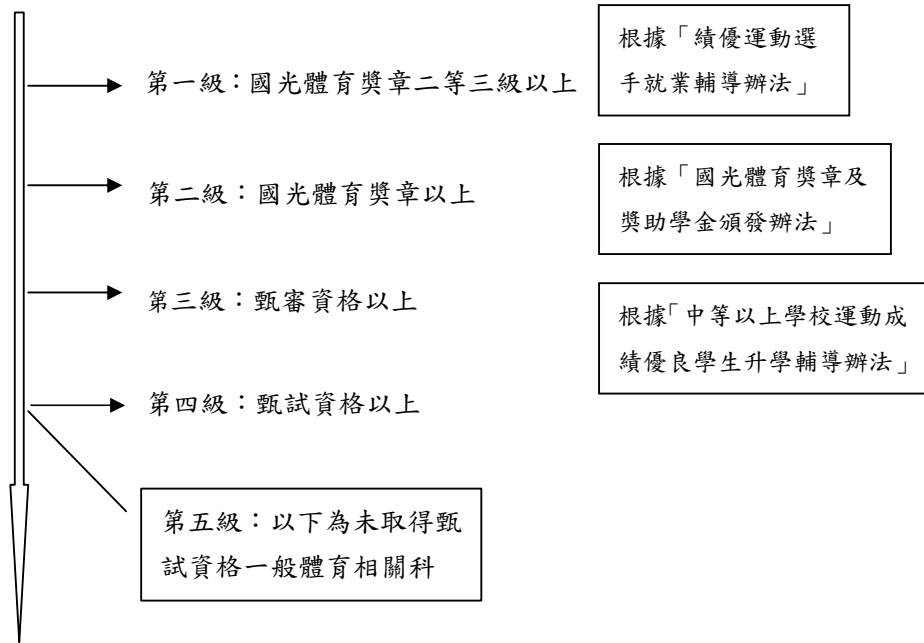 第一級：國光體育獎章二等三級以上
根據「績優運動選
手就業輔導辦法」
第二級：國光體育獎章以上
根據「國光體育獎章及
獎助學金頒發辦法」
第三級：甄審資格以上
根據「中等以上學校運動成
績優良學生升學輔導辦法」
第四級：甄試資格以上
第五級：以下為未取得甄
試資格一般體育相關科